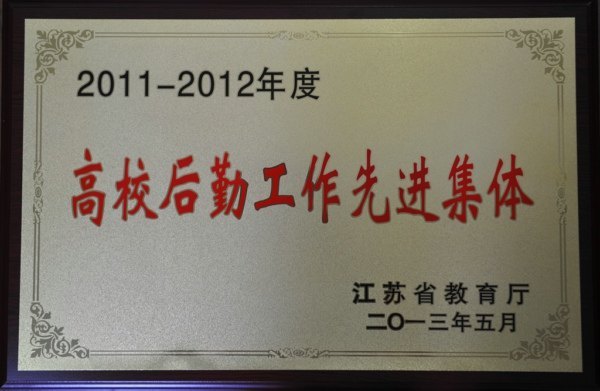 2011-2012年度
高校后勤工作先进集体
江苏省教育厅
二〇一三年五月